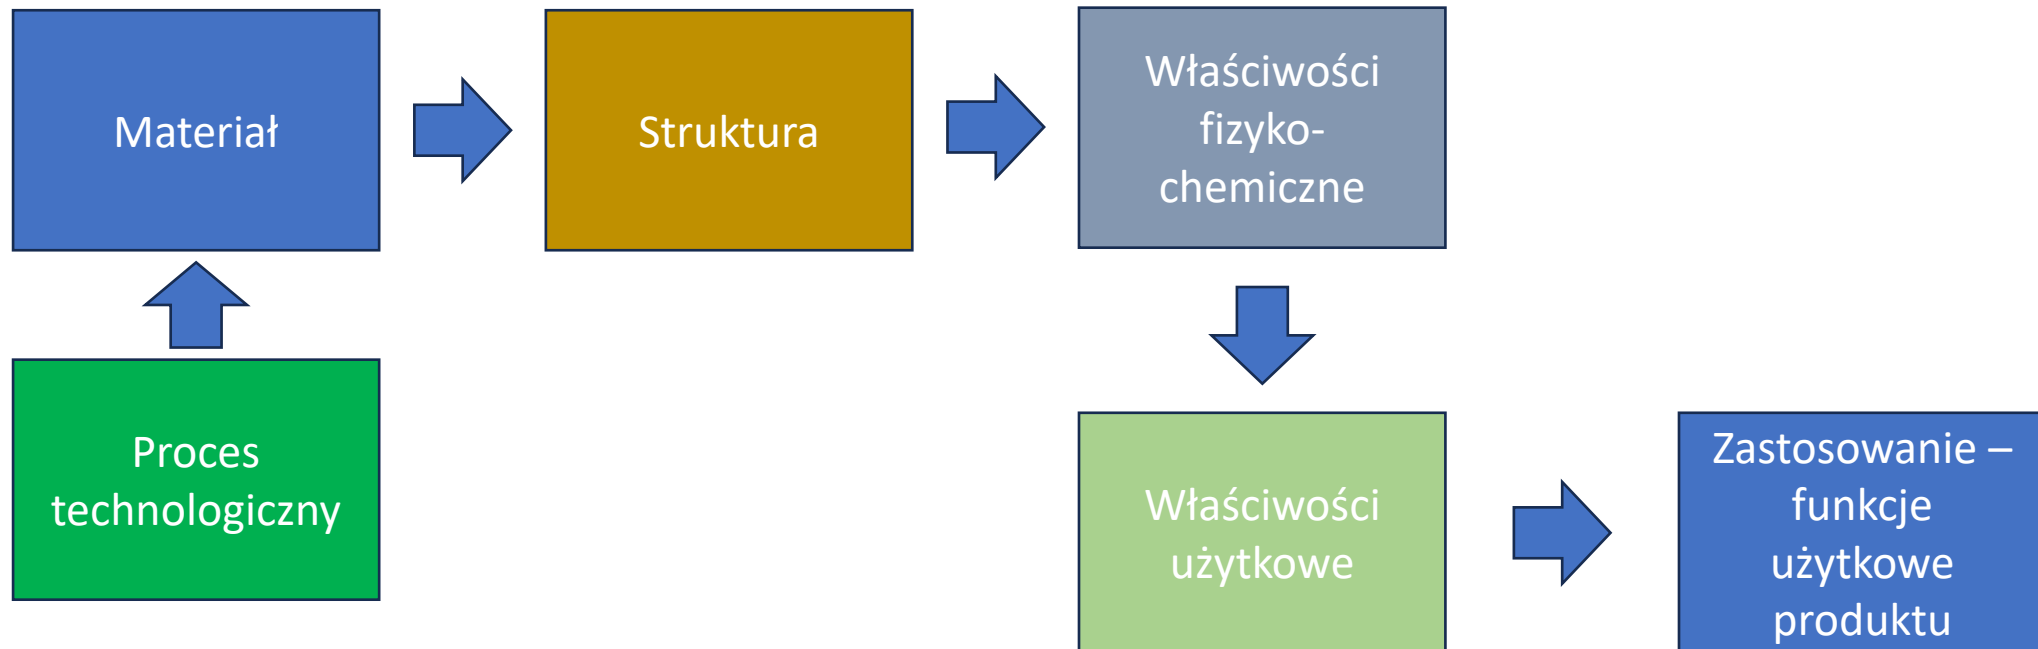 Materiał
Struktura
Właściwości
fizyko-
chemiczne
Proces
technologiczny
Właściwości
użytkowe
Zastosowanie –
funkcje
użytkowe
produktu